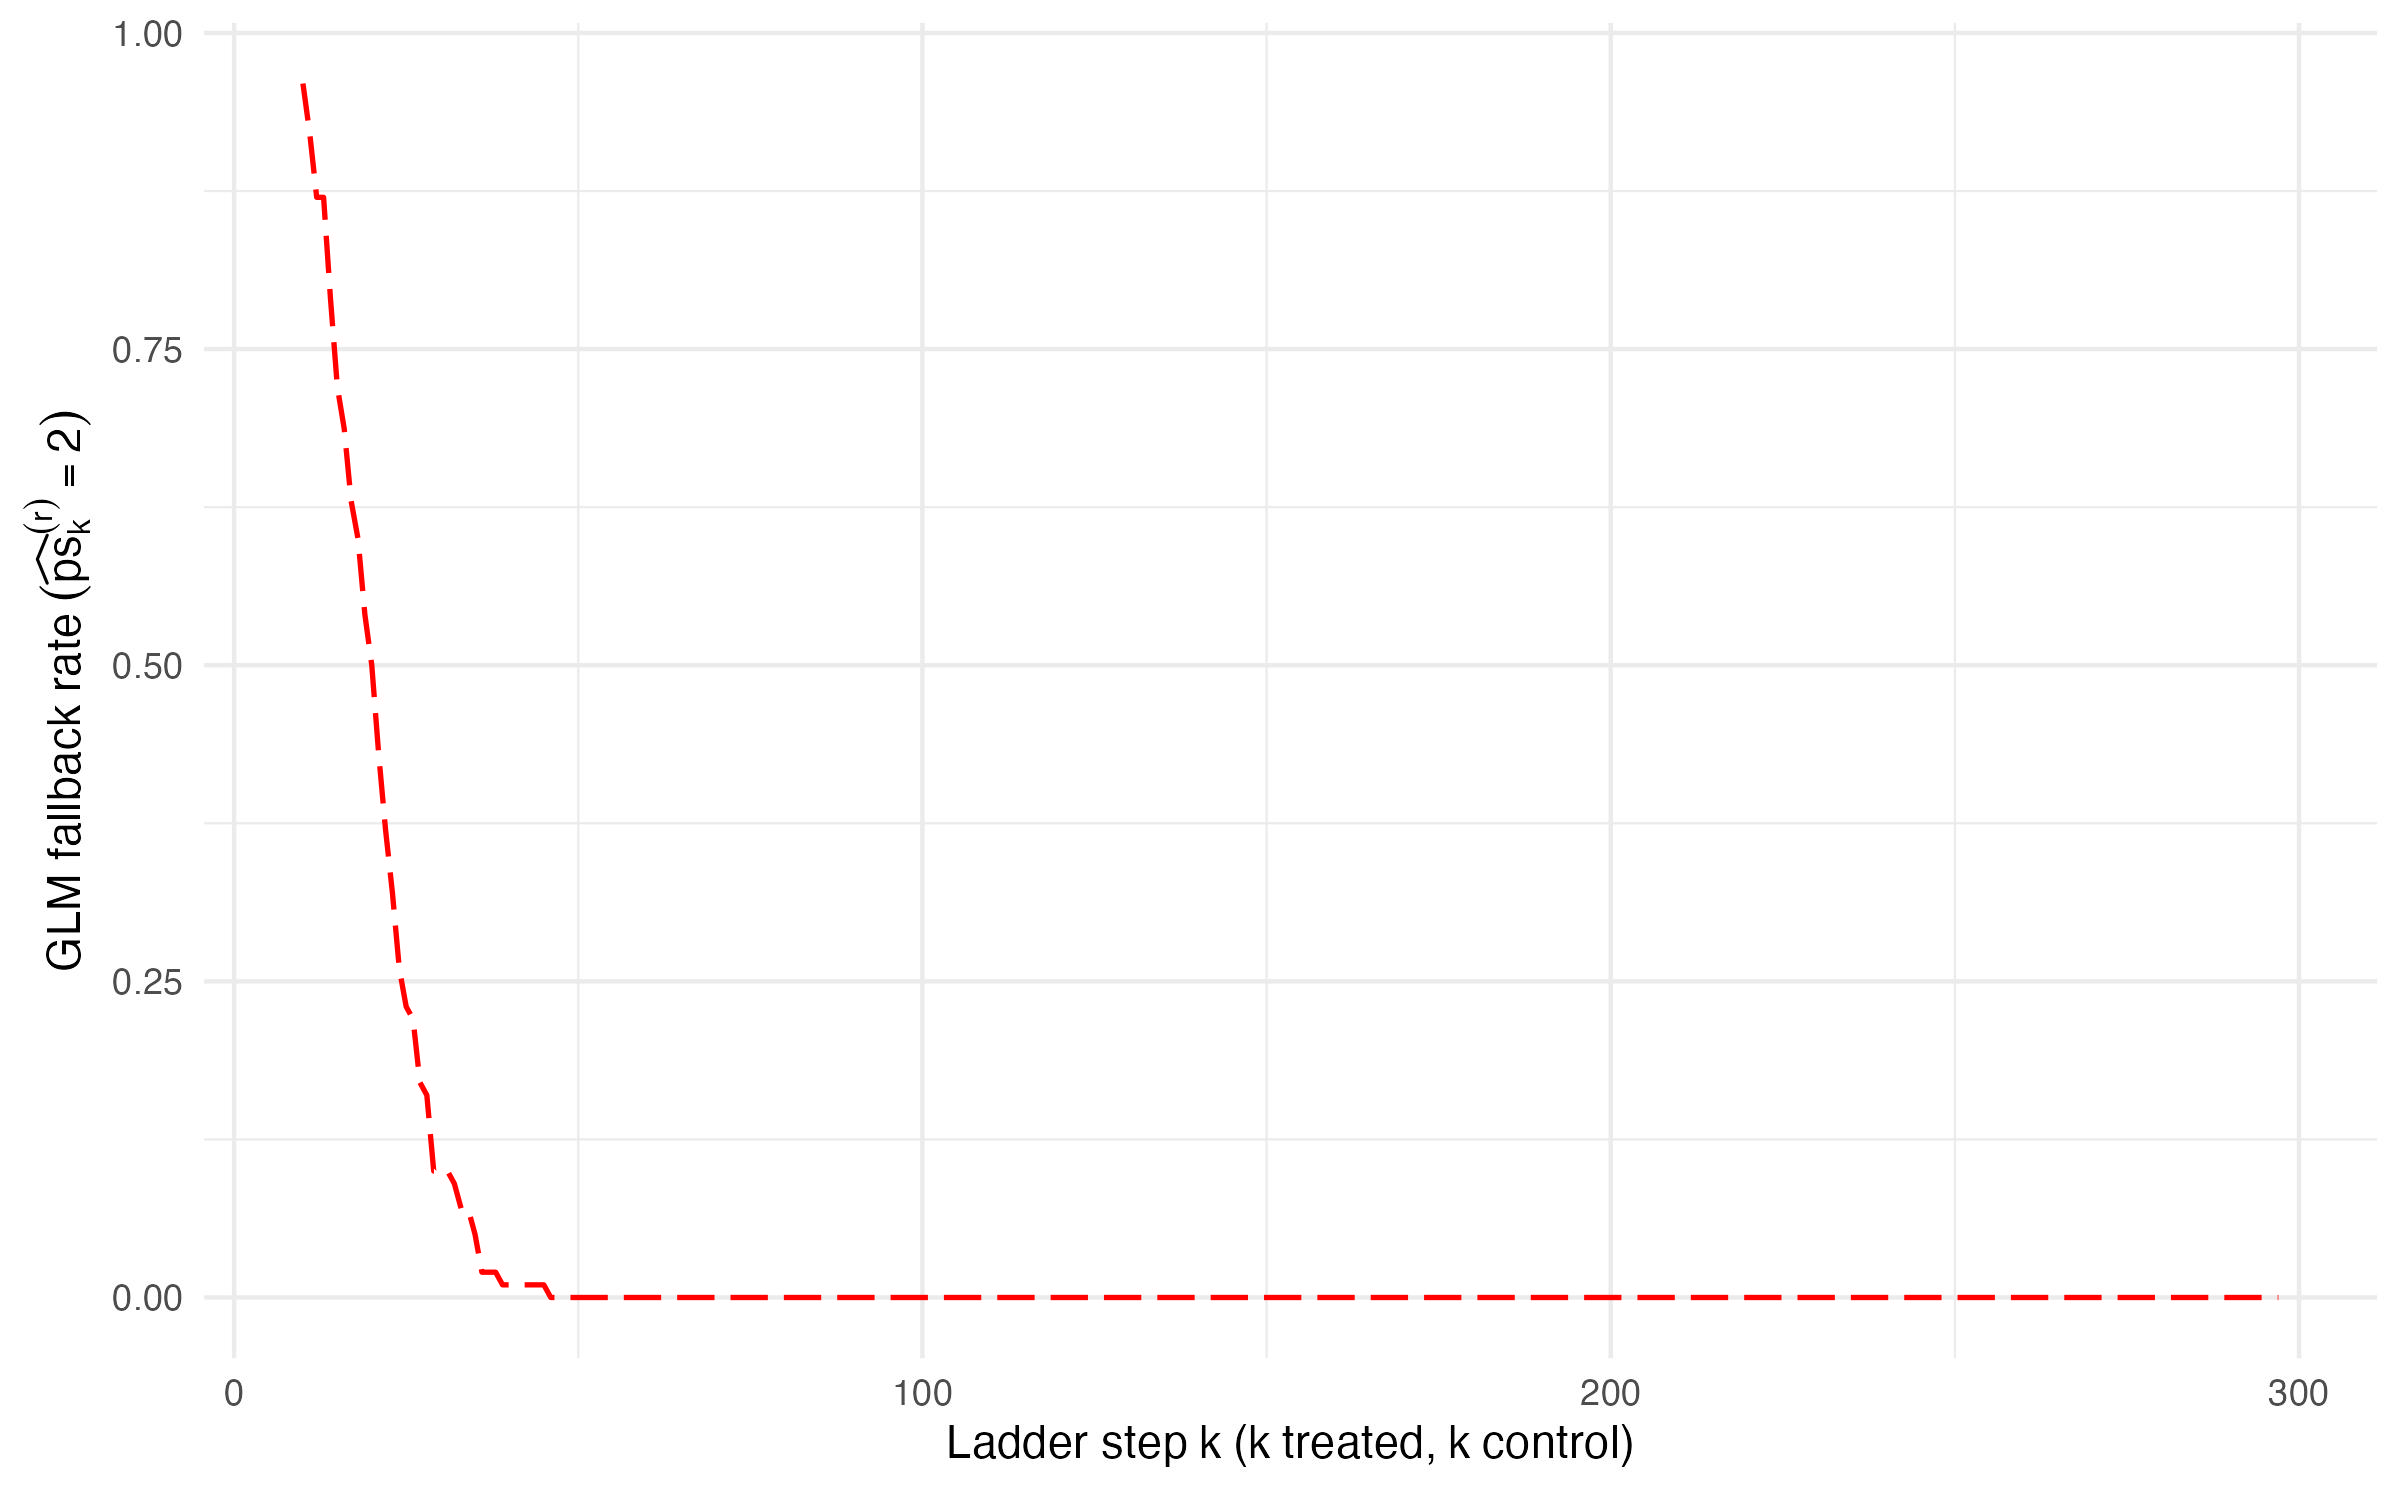 1.00
0.75
0.50
0.25
0.00
GLM fallback rate (p̂s_k^(r) = 2)
0 100 200 300
Ladder step k (k treated, k control)